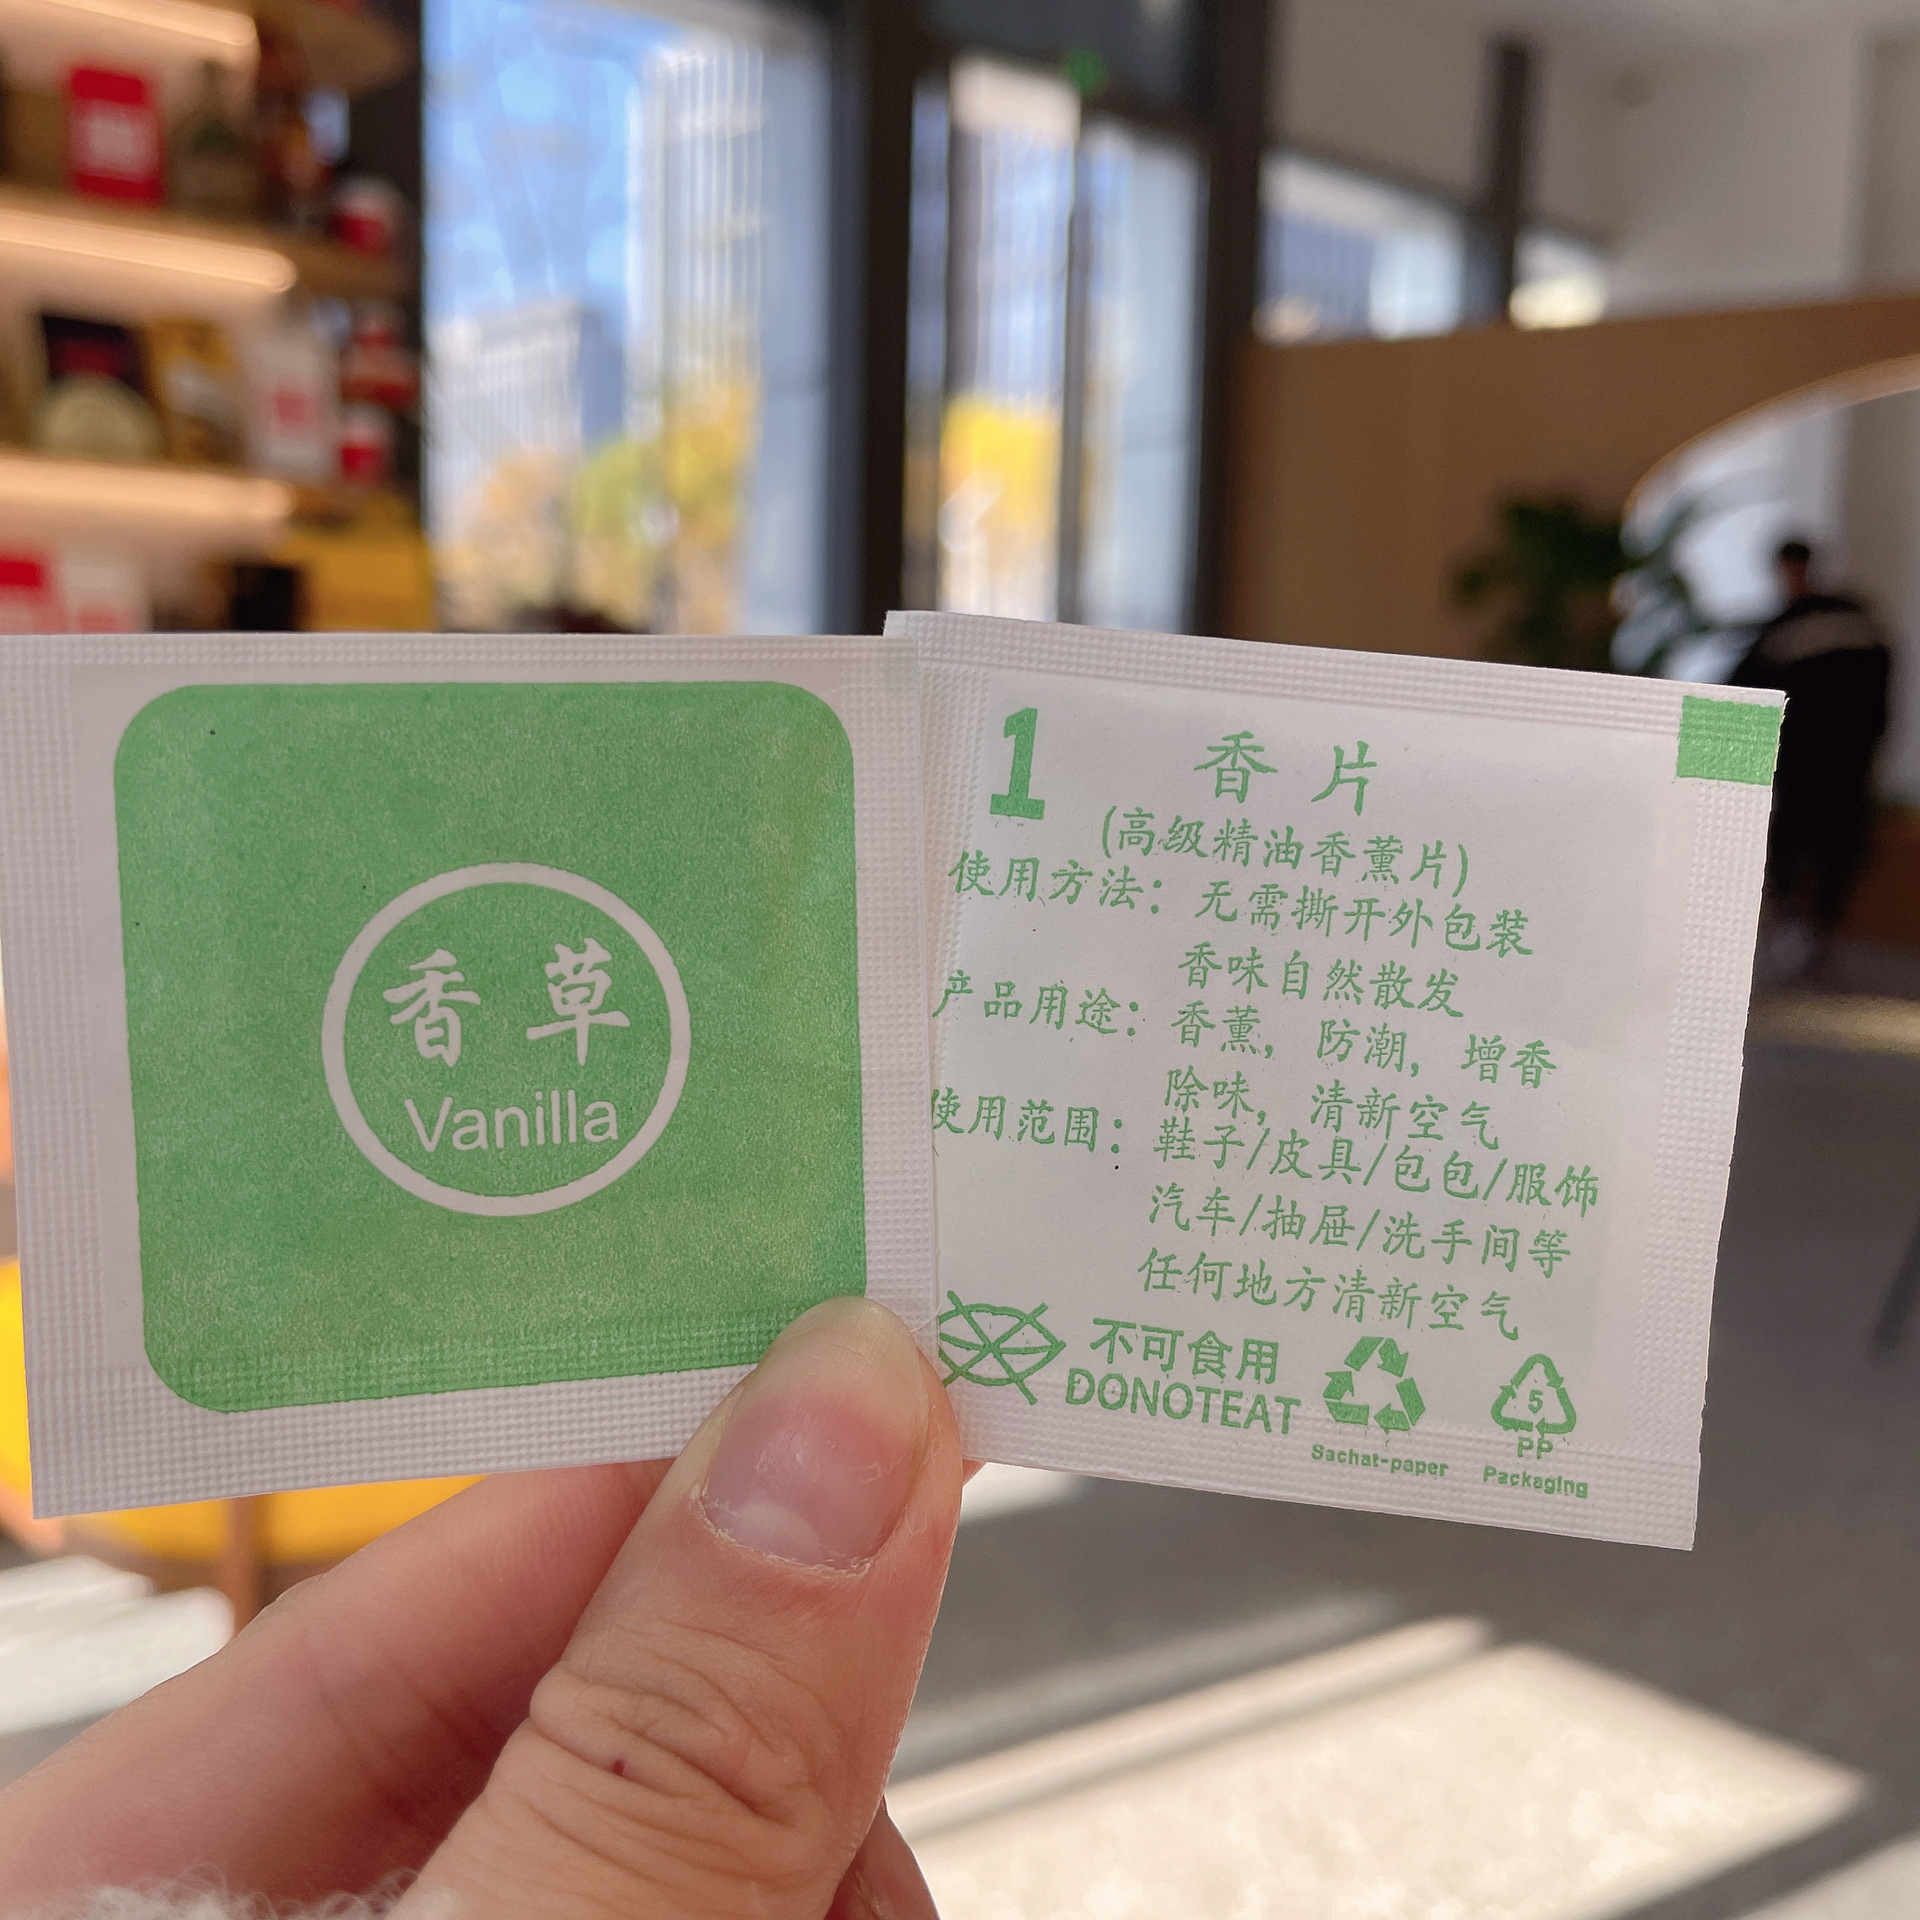 香草
Vanilla
1
香片
(高级精油香薰片)
使用方法：无需撕开外包装
香味自然散发
产品用途：香薰，防潮，增香
除味，清新空气
使用范围：鞋子/皮具/包包/服饰
汽车/抽屉/洗手间等
任何地方清新空气
不可食用
DONOTEAT
Sachat-paper
5
PP
Packaging